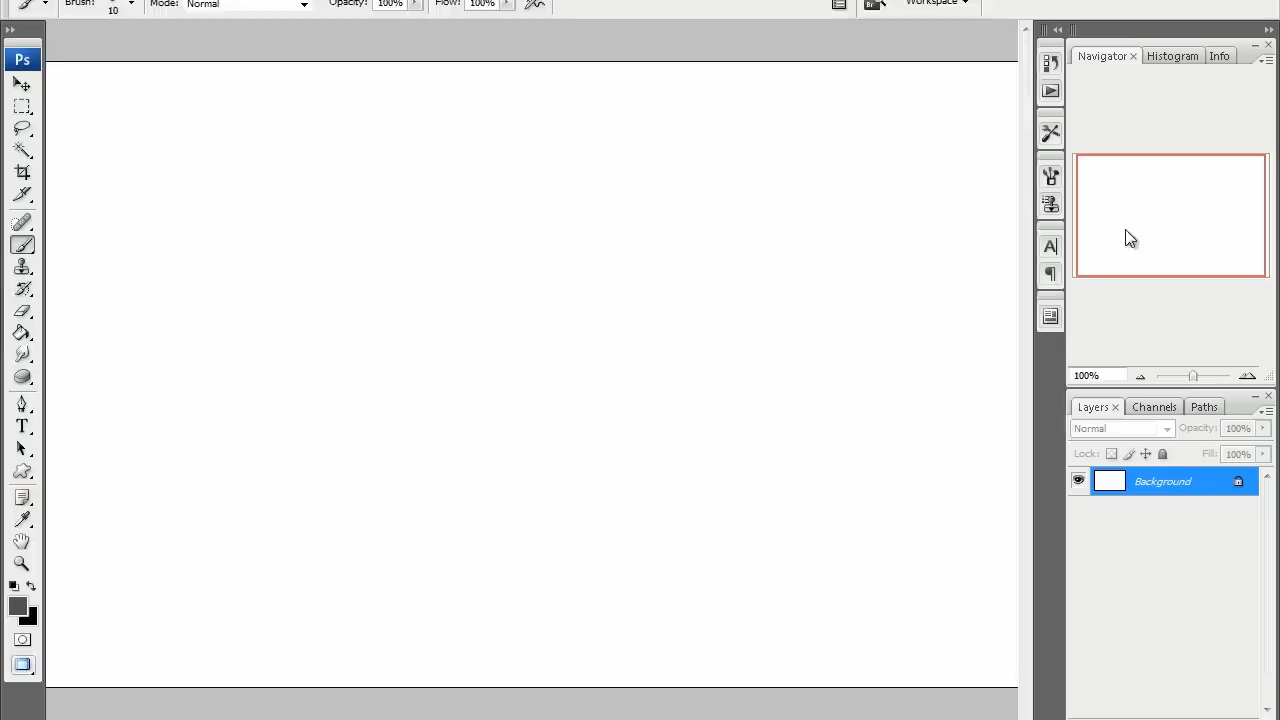 Brush: 10 Mode: Normal Opacity: 100% Flow: 100% Br Workspace
Ps
Navigator Histogram Info
T
A
100%
Layers Channels Paths
Normal Opacity: 100%
Lock: Fill: 100%
Background